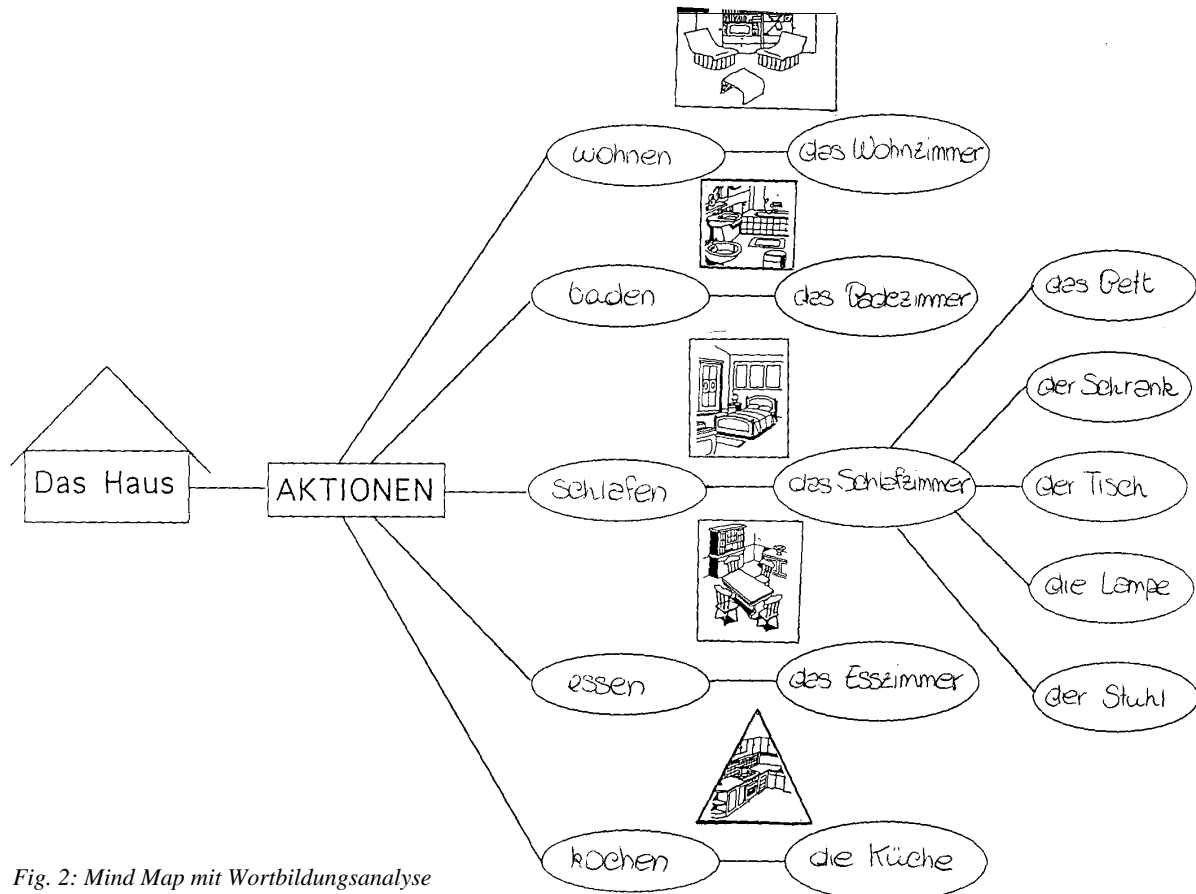 wohnen
das Wohnzimmer
baden
das Badezimmer
das Bett
der Schrank
Das Haus
AKTIONEN
schlafen
das Schlafzimmer
der Tisch
die Lampe
essen
das Esszimmer
der Stuhl
kochen
die Küche
Fig. 2: Mind Map mit Wortbildungsanalyse